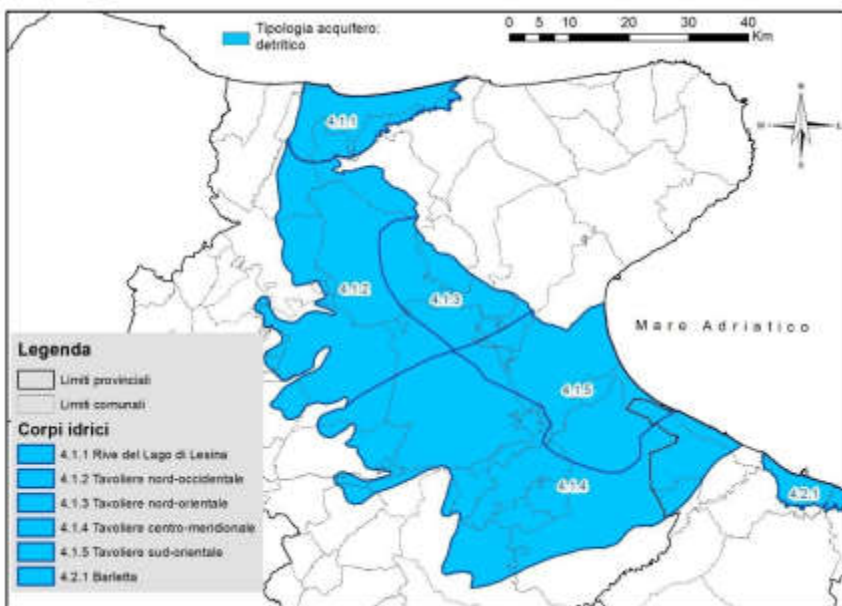 Tipologia acquifero:
detritico
0 5 10 20 30 40
Km
4.1.1
4.1.2
4.1.3
4.1.5
4.1.4
4.2.1
Mare Adriatico
Legenda
Limiti provinciali
Limiti comunali
Corpi idrici
4.1.1 Rive del Lago di Lesina
4.1.2 Tavoliere nord-occidentale
4.1.3 Tavoliere nord-orientale
4.1.4 Tavoliere centro-meridionale
4.1.5 Tavoliere sud-orientale
4.2.1 Barletta